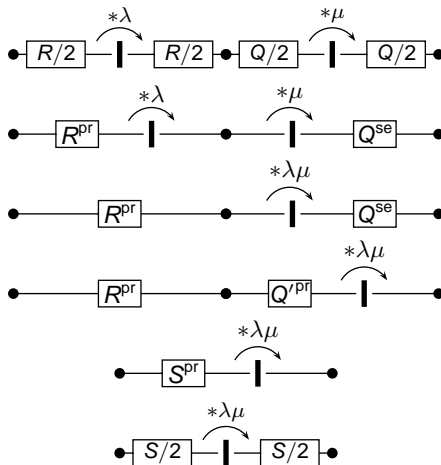 *λ *μ
R/2 R/2 Q/2 Q/2
*λ *μ
R^pr Q^se
*λμ
R^pr Q^se
*λμ
R^pr Q′^pr
*λμ
S^pr
*λμ
S/2 S/2